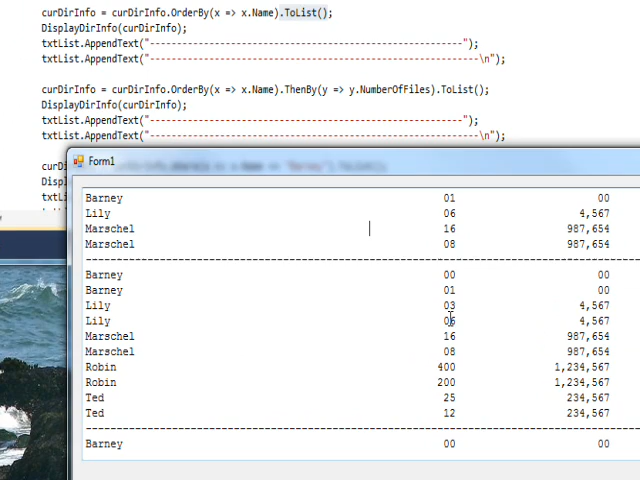 curDirInfo = curDirInfo.OrderBy(x => x.Name).ToList();
DisplayDirInfo(curDirInfo);
txtList.AppendText("---------------------------------------------------");
txtList.AppendText("------------------------------------------------------\n");
curDirInfo = curDirInfo.OrderBy(x => x.Name).ThenBy(y => y.NumberOfFiles).ToList();
DisplayDirInfo(curDirInfo);
txtList.AppendText("---------------------------------------------------");
txtList.AppendText("------------------------------------------------------\n");
Form1
Barney 01 00
Lily 06 4,567
Marschel 16 987,654
Marschel 08 987,654
--------------------------------------------------------------------------------
Barney 00 00
Barney 01 00
Lily 03 4,567
Lily 06 4,567
Marschel 16 987,654
Marschel 08 987,654
Robin 400 1,234,567
Robin 200 1,234,567
Ted 25 234,567
Ted 12 234,567
--------------------------------------------------------------------------------
Barney 00 00